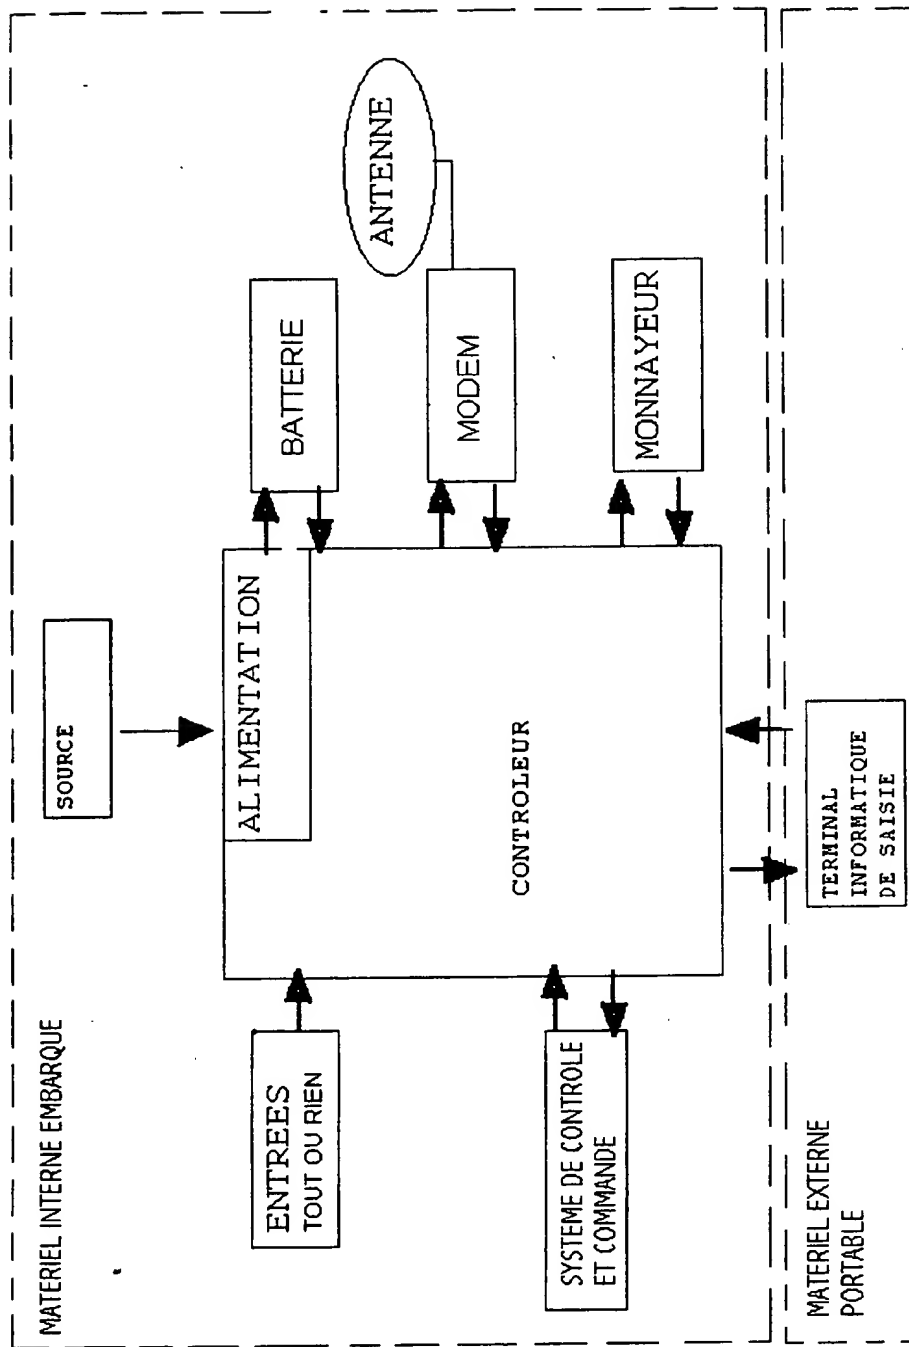 MATERIEL INTERNE EMBARQUE
SOURCE
ENTREES
TOUT OU RIEN
ALIMENTATION
BATTERIE
ANTENNE
MODEM
CONTROLEUR
SYSTEME DE CONTROLE
ET COMMANDE
MONNAYEUR
MATERIEL EXTERNE
PORTABLE
TERMINAL
INFORMATIQUE
DE SAISIE